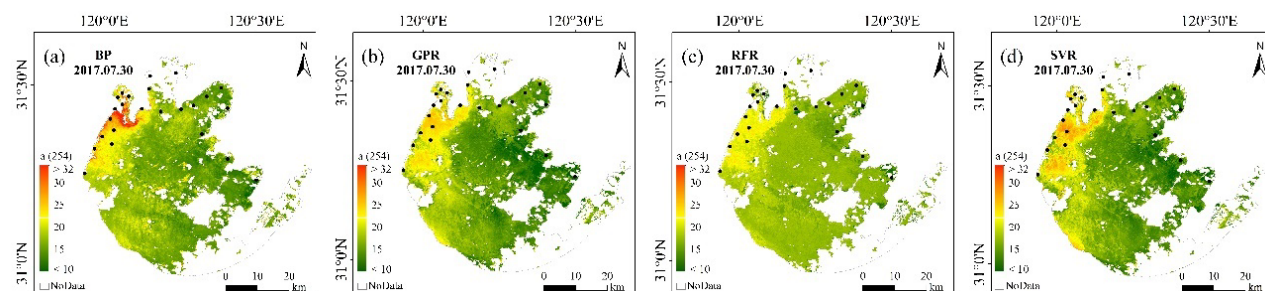 120°0'E 120°30'E 120°0'E 120°30'E 120°0'E 120°30'E 120°0'E 120°30'E
(a) BP N
2017.07.30
31°30'N
31°0'N
a (254)
> 32
30
25
20
15
< 10
NoData
0 10 20
km
(b) GPR N
2017.07.30
31°30'N
31°0'N
a (254)
> 32
30
25
20
15
< 10
NoData
0 10 20
km
(c) RFR N
2017.07.30
31°30'N
31°0'N
a (254)
> 32
30
25
20
15
< 10
NoData
0 10 20
km
(d) SVR N
2017.07.30
31°30'N
31°0'N
a (254)
> 32
30
25
20
15
< 10
NoData
0 10 20
km